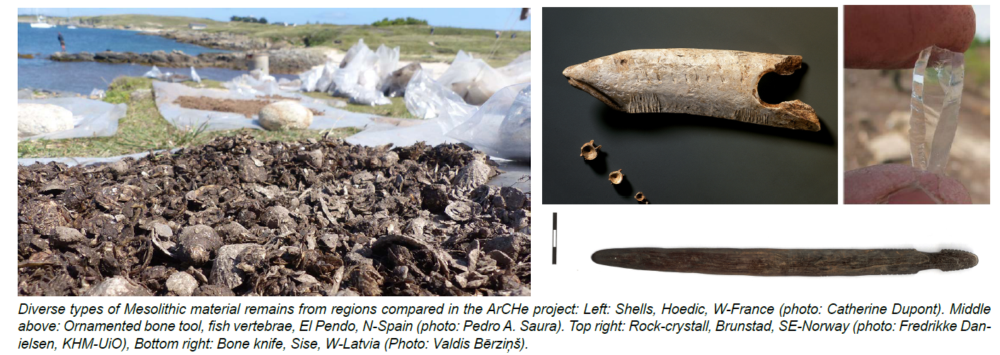 Diverse types of Mesolithic material remains from regions compared in the ArCHe project: Left: Shells, Hoedic, W-France (photo: Catherine Dupont). Middle
above: Ornamented bone tool, fish vertebrae, El Pendo, N-Spain (photo: Pedro A. Saura). Top right: Rock-crystall, Brunstad, SE-Norway (photo: Fredrikke Dan-
ielsen, KHM-UiO), Bottom right: Bone knife, Sise, W-Latvia (Photo: Valdis Bērziņš).